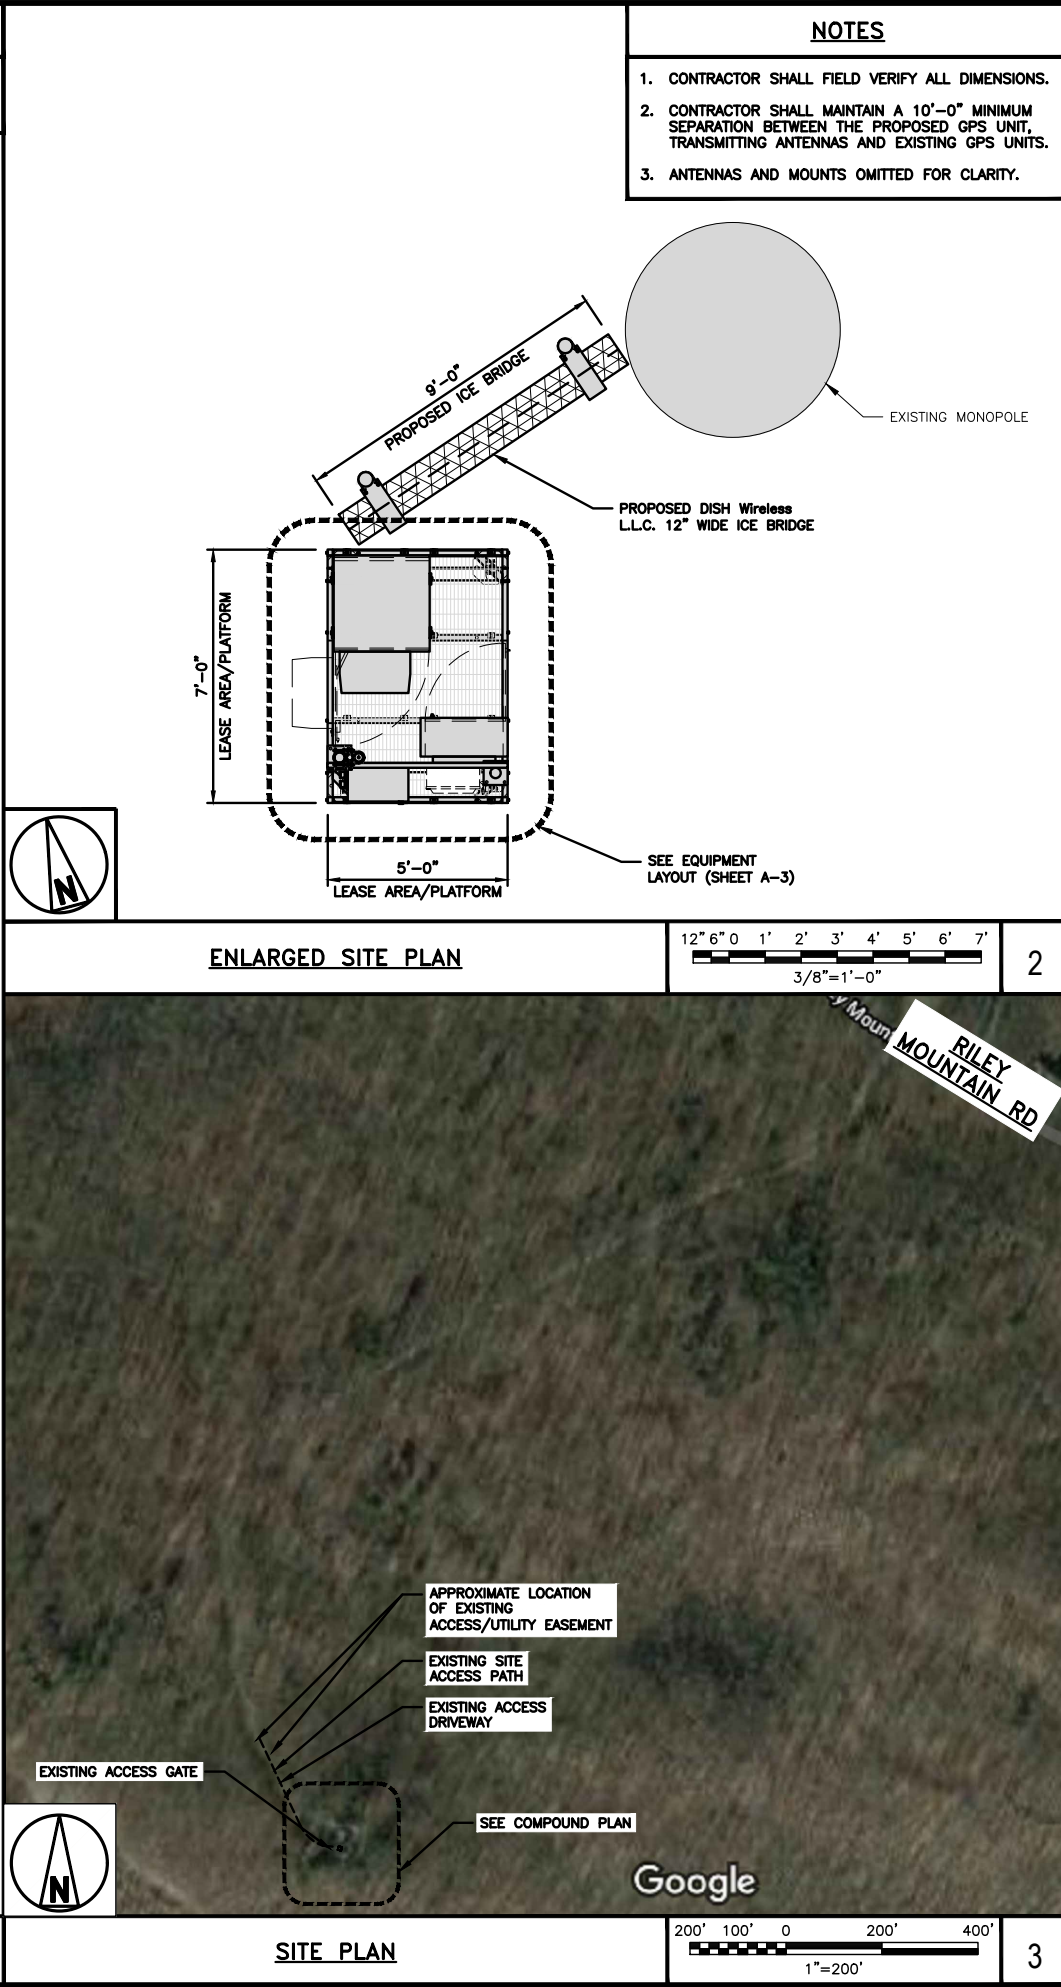 NOTES
1. CONTRACTOR SHALL FIELD VERIFY ALL DIMENSIONS.
2. CONTRACTOR SHALL MAINTAIN A 10'-0" MINIMUM
SEPARATION BETWEEN THE PROPOSED GPS UNIT,
TRANSMITTING ANTENNAS AND EXISTING GPS UNITS.
3. ANTENNAS AND MOUNTS OMITTED FOR CLARITY.
9'-0"
PROPOSED ICE BRIDGE
EXISTING MONOPOLE
PROPOSED DISH Wireless
L.L.C. 12" WIDE ICE BRIDGE
7'-0"
LEASE AREA/PLATFORM
5'-0"
LEASE AREA/PLATFORM
SEE EQUIPMENT
LAYOUT (SHEET A-3)
N
ENLARGED SITE PLAN
12" 6" 0 1' 2' 3' 4' 5' 6' 7'
3/8"=1'-0"
2
y Moun
RILEY
MOUNTAIN RD
APPROXIMATE LOCATION
OF EXISTING
ACCESS/UTILITY EASEMENT
EXISTING SITE
ACCESS PATH
EXISTING ACCESS
DRIVEWAY
EXISTING ACCESS GATE
SEE COMPOUND PLAN
N
Google
SITE PLAN
200' 100' 0 200' 400'
1"=200'
3